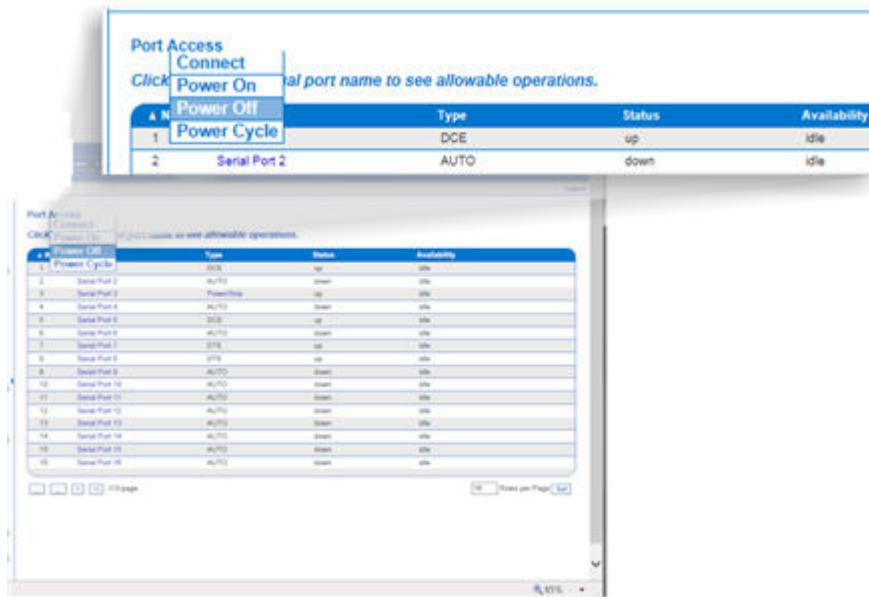 Port Access
Connect
Click al port name to see allowable operations.
Power On
Power Off
Power Cycle
▲ N Type Status Availability
1 DCE up idle
2 Serial Port 2 AUTO down idle
Port A
Connect
Click port name to see allowable operations.
Power On
Power Off
Power Cycle
Type Status Availability
1 DCE up idle
2 Serial Port 2 AUTO down idle
3 Serial Port 3 PowerStrip up idle
4 Serial Port 4 AUTO down idle
5 Serial Port 5 DCE up idle
6 Serial Port 6 AUTO down idle
7 Serial Port 7 DTE up idle
8 Serial Port 8 DTE up idle
9 Serial Port 9 AUTO down idle
10 Serial Port 10 AUTO down idle
11 Serial Port 11 AUTO down idle
12 Serial Port 12 AUTO down idle
13 Serial Port 13 AUTO down idle
14 Serial Port 14 AUTO down idle
15 Serial Port 15 AUTO down idle
16 Serial Port 16 AUTO down idle
16 Rows per Page Set